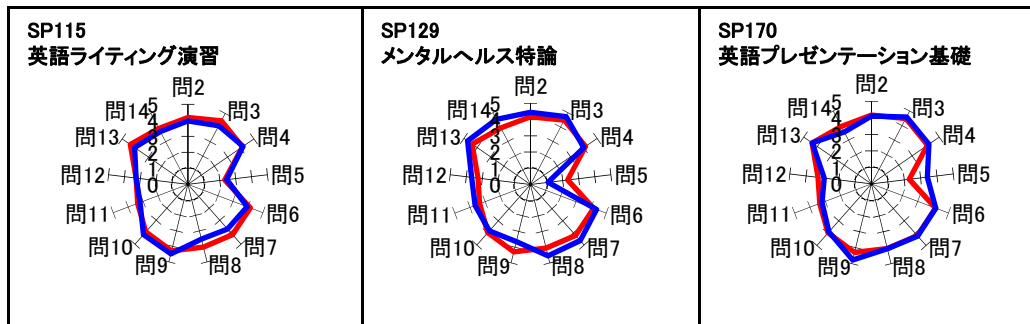 SP115
英語ライティング演習
問2
問3
問4
問5
問6
問7
問8
問9
問10
問11
問12
問13
問14
5
4
3
2
1
0
SP129
メンタルヘルス特論
問2
問3
問4
問5
問6
問7
問8
問9
問10
問11
問12
問13
問14
5
4
3
2
1
0
SP170
英語プレゼンテーション基礎
問2
問3
問4
問5
問6
問7
問8
問9
問10
問11
問12
問13
問14
5
4
3
2
1
0